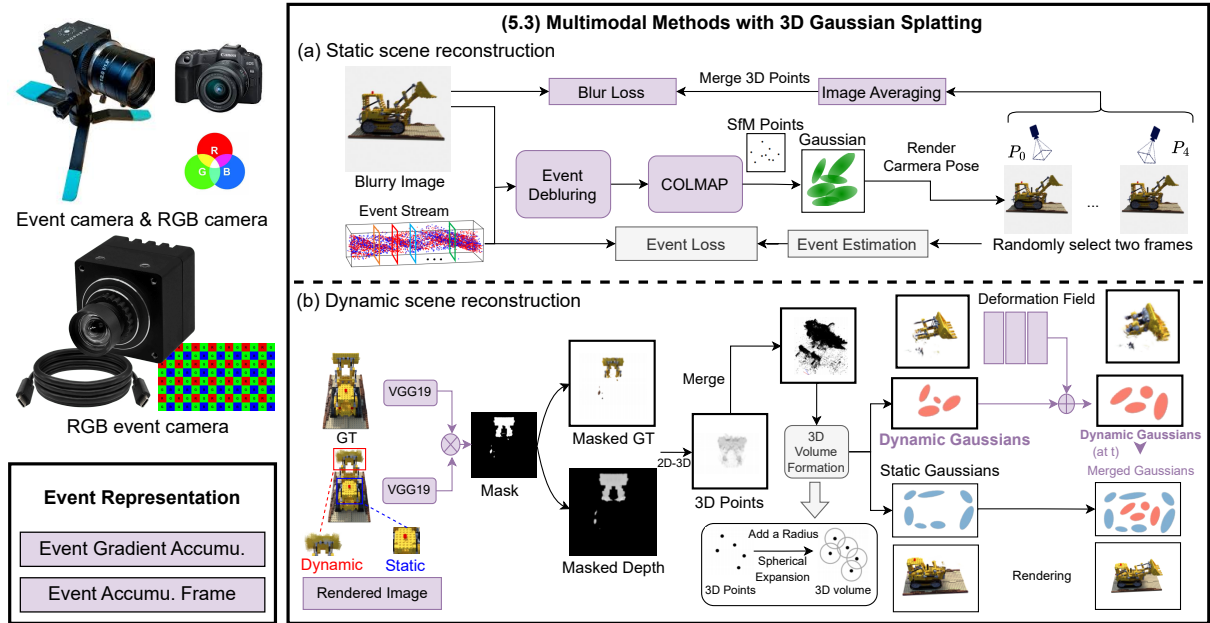 R
G
B
Event camera & RGB camera
RGB event camera
Event Representation
Event Gradient Accumu.
Event Accumu. Frame
(5.3) Multimodal Methods with 3D Gaussian Splatting
(a) Static scene reconstruction
Blurry Image
Blur Loss
Merge 3D Points
Image Averaging
SfM Points
Gaussian
Event
Debluring
COLMAP
Render
Carmera Pose
P0
P4
...
Event Stream
...
Event Loss
Event Estimation
Randomly select two frames
(b) Dynamic scene reconstruction
GT
VGG19
VGG19
Mask
Dynamic
Static
Rendered Image
Masked GT
Masked Depth
2D-3D
Merge
3D Points
3D
Volume
Formation
Add a Radius
Spherical
Expansion
3D Points
3D volume
Deformation Field
Dynamic Gaussians
Dynamic Gaussians
(at t)
Merged Gaussians
Static Gaussians
Rendering